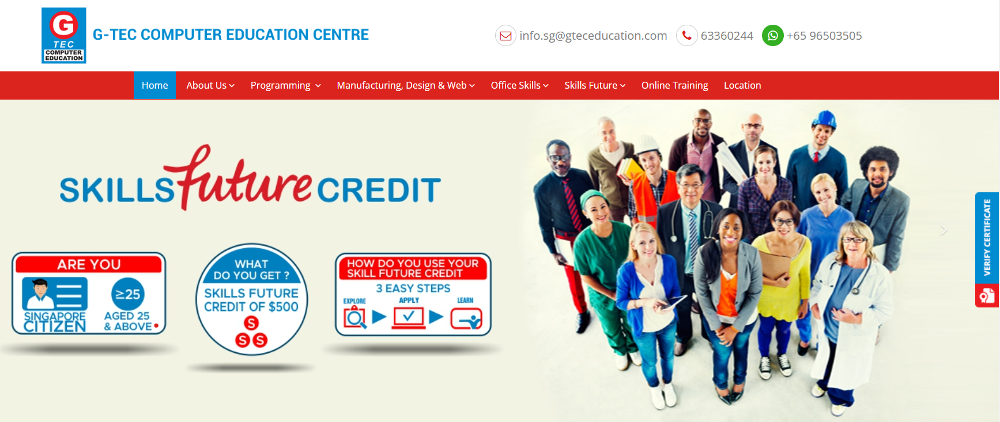 G
TEC
COMPUTER
EDUCATION
G-TEC COMPUTER EDUCATION CENTRE
info.sg@gteceducation.com
63360244
+65 96503505
Home
About Us
Programming
Manufacturing, Design & Web
Office Skills
Skills Future
Online Training
Location
SKILLS future CREDIT
ARE YOU
SINGAPORE
CITIZEN
≥25
AGED 25
& ABOVE
WHAT
DO YOU GET ?
SKILLS FUTURE
CREDIT OF $500
S
S S
HOW DO YOU USE YOUR
SKILL FUTURE CREDIT
3 EASY STEPS
EXPLORE
APPLY
LEARN
VERIFY CERTIFICATE